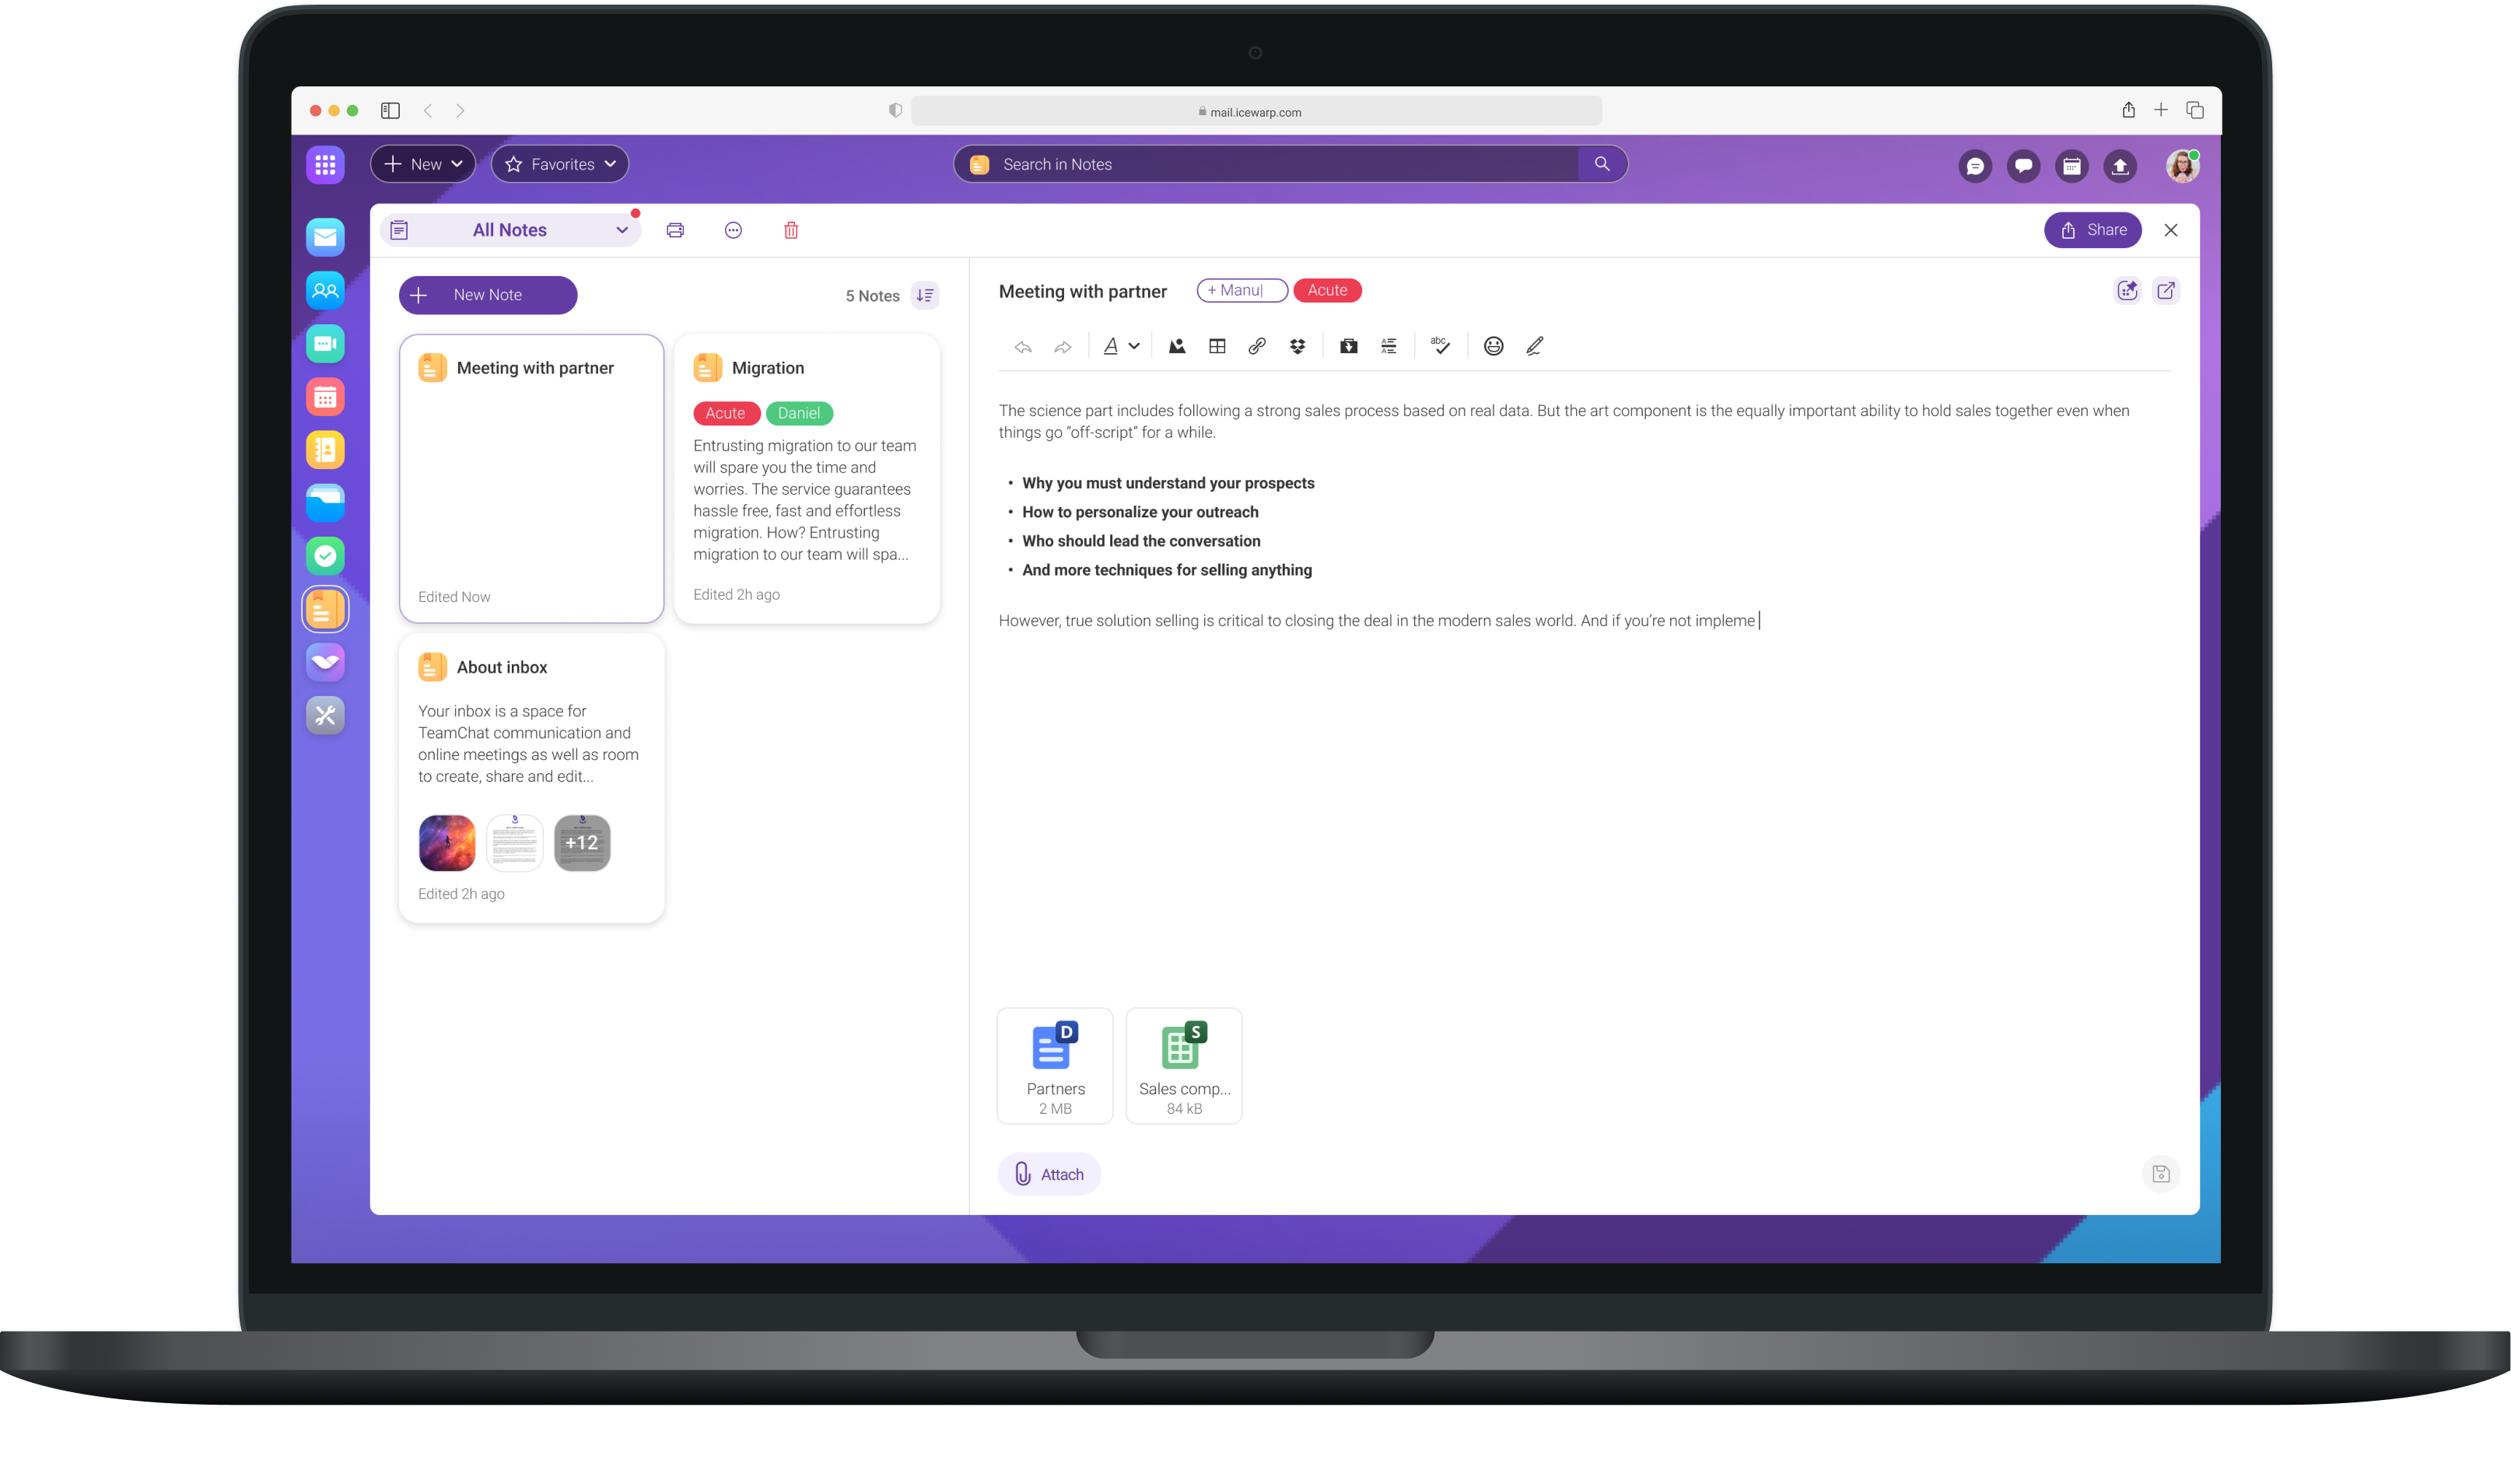 mail.icewarp.com
New
Favorites
Search in Notes
All Notes
Share
New Note
5 Notes
Meeting with partner
Edited Now
Migration
Acute
Daniel
Entrusting migration to our team
will spare you the time and
worries. The service guarantees
hassle free, fast and effortless
migration. How? Entrusting
migration to our team will spa...
Edited 2h ago
About inbox
Your inbox is a space for
TeamChat communication and
online meetings as well as room
to create, share and edit...
+12
Edited 2h ago
Meeting with partner
+ Manu|
Acute
A
abc
The science part includes following a strong sales process based on real data. But the art component is the equally important ability to hold sales together even when
things go “off-script” for a while.
• Why you must understand your prospects
• How to personalize your outreach
• Who should lead the conversation
• And more techniques for selling anything
However, true solution selling is critical to closing the deal in the modern sales world. And if you’re not impleme
D
Partners
2 MB
S
Sales comp...
84 kB
Attach